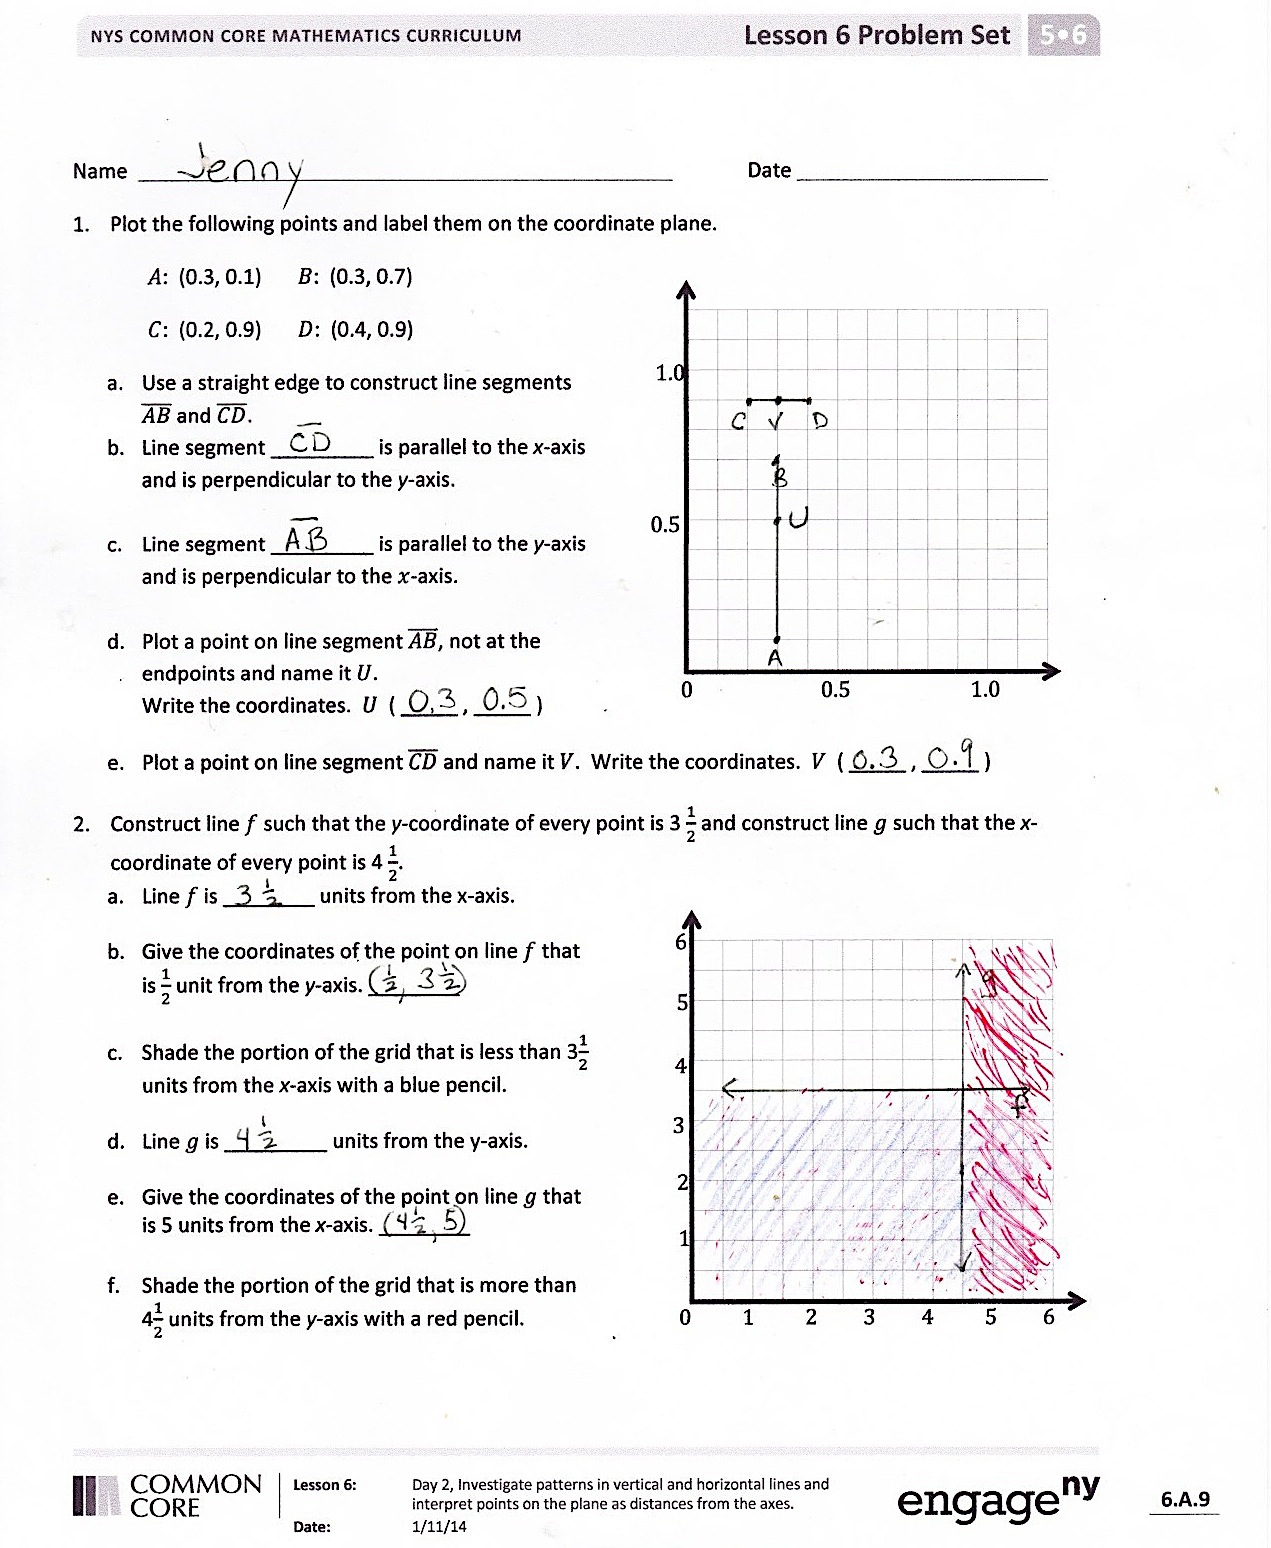 NYS COMMON CORE MATHEMATICS CURRICULUM Lesson 6 Problem Set 5•6
Name Jenny Date
1. Plot the following points and label them on the coordinate plane.
A: (0.3, 0.1) B: (0.3, 0.7)
C: (0.2, 0.9) D: (0.4, 0.9)
a. Use a straight edge to construct line segments
A̅B̅ and C̅D̅.
b. Line segment C̅D̅ is parallel to the x-axis
and is perpendicular to the y-axis.
c. Line segment A̅B̅ is parallel to the y-axis
and is perpendicular to the x-axis.
d. Plot a point on line segment A̅B̅, not at the
endpoints and name it U.
Write the coordinates. U ( 0.3 , 0.5 )
1.0
C V D
B
0.5 U
A
0 0.5 1.0
e. Plot a point on line segment C̅D̅ and name it V. Write the coordinates. V ( 0.3 , 0.9 )
2. Construct line f such that the y-coordinate of every point is 3 1/2 and construct line g such that the x-
coordinate of every point is 4 1/2.
a. Line f is 3 1/2 units from the x-axis.
b. Give the coordinates of the point on line f that
is 1/2 unit from the y-axis. (1/2, 3 1/2)
c. Shade the portion of the grid that is less than 3 1/2
units from the x-axis with a blue pencil.
d. Line g is 4 1/2 units from the y-axis.
e. Give the coordinates of the point on line g that
is 5 units from the x-axis. (4 1/2, 5)
f. Shade the portion of the grid that is more than
4 1/2 units from the y-axis with a red pencil.
6
g
5
4
f
3
2
1
0 1 2 3 4 5 6
COMMON
CORE
Lesson 6: Day 2, Investigate patterns in vertical and horizontal lines and
interpret points on the plane as distances from the axes.
Date: 1/11/14
engageny
6.A.9